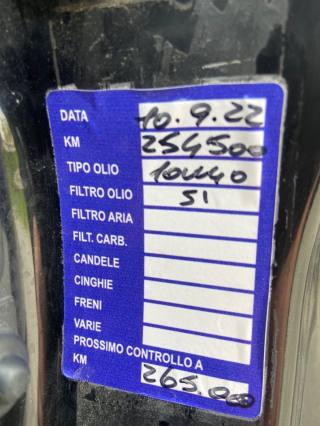 DATA 10.9.22
KM 254500
TIPO OLIO 10W40
FILTRO OLIO SI
FILTRO ARIA
FILT. CARB.
CANDELE
CINGHIE
FRENI
VARIE
PROSSIMO CONTROLLO A
KM 265.000